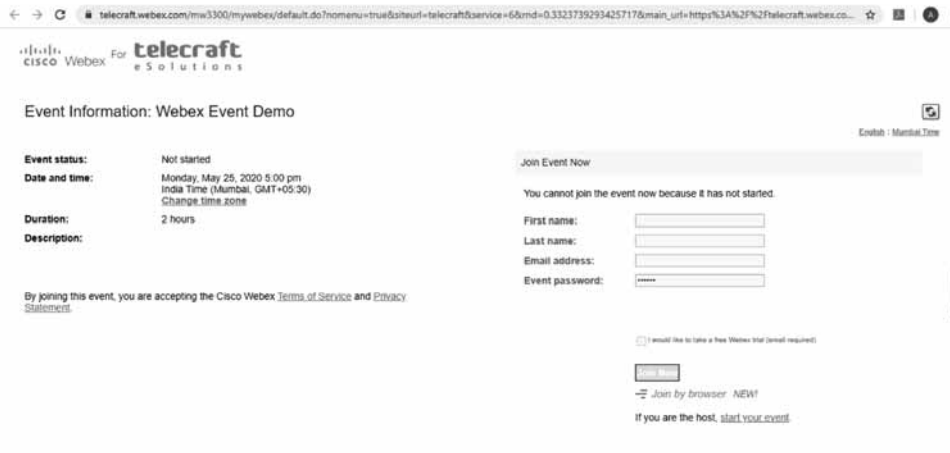 telecraft.webex.com/mw3300/mywebex/default.do?nomenu=true&siteurl=telecraft&service=6&rnd=0.3323739293425717&main_url=https%3A%2F%2Ftelecraft.webex.co...
cisco Webex For telecraft
eSolutions
Event Information: Webex Event Demo
English : Mumbai Time
Event status: Not started
Date and time: Monday, May 25, 2020 5:00 pm
India Time (Mumbai, GMT+05:30)
Change time zone
Duration: 2 hours
Description:
By joining this event, you are accepting the Cisco Webex Terms of Service and Privacy
Statement.
Join Event Now
You cannot join the event now because it has not started.
First name:
Last name:
Email address:
Event password:
I would like to take a free Webex trial (email required)
Join Now
Join by browser NEW!
If you are the host, start your event.